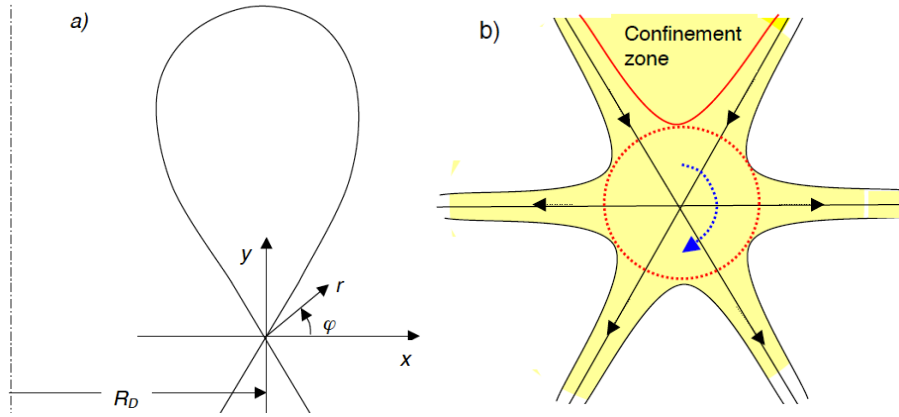 a)
y
r
φ
x
R_D
b)
Confinement
zone